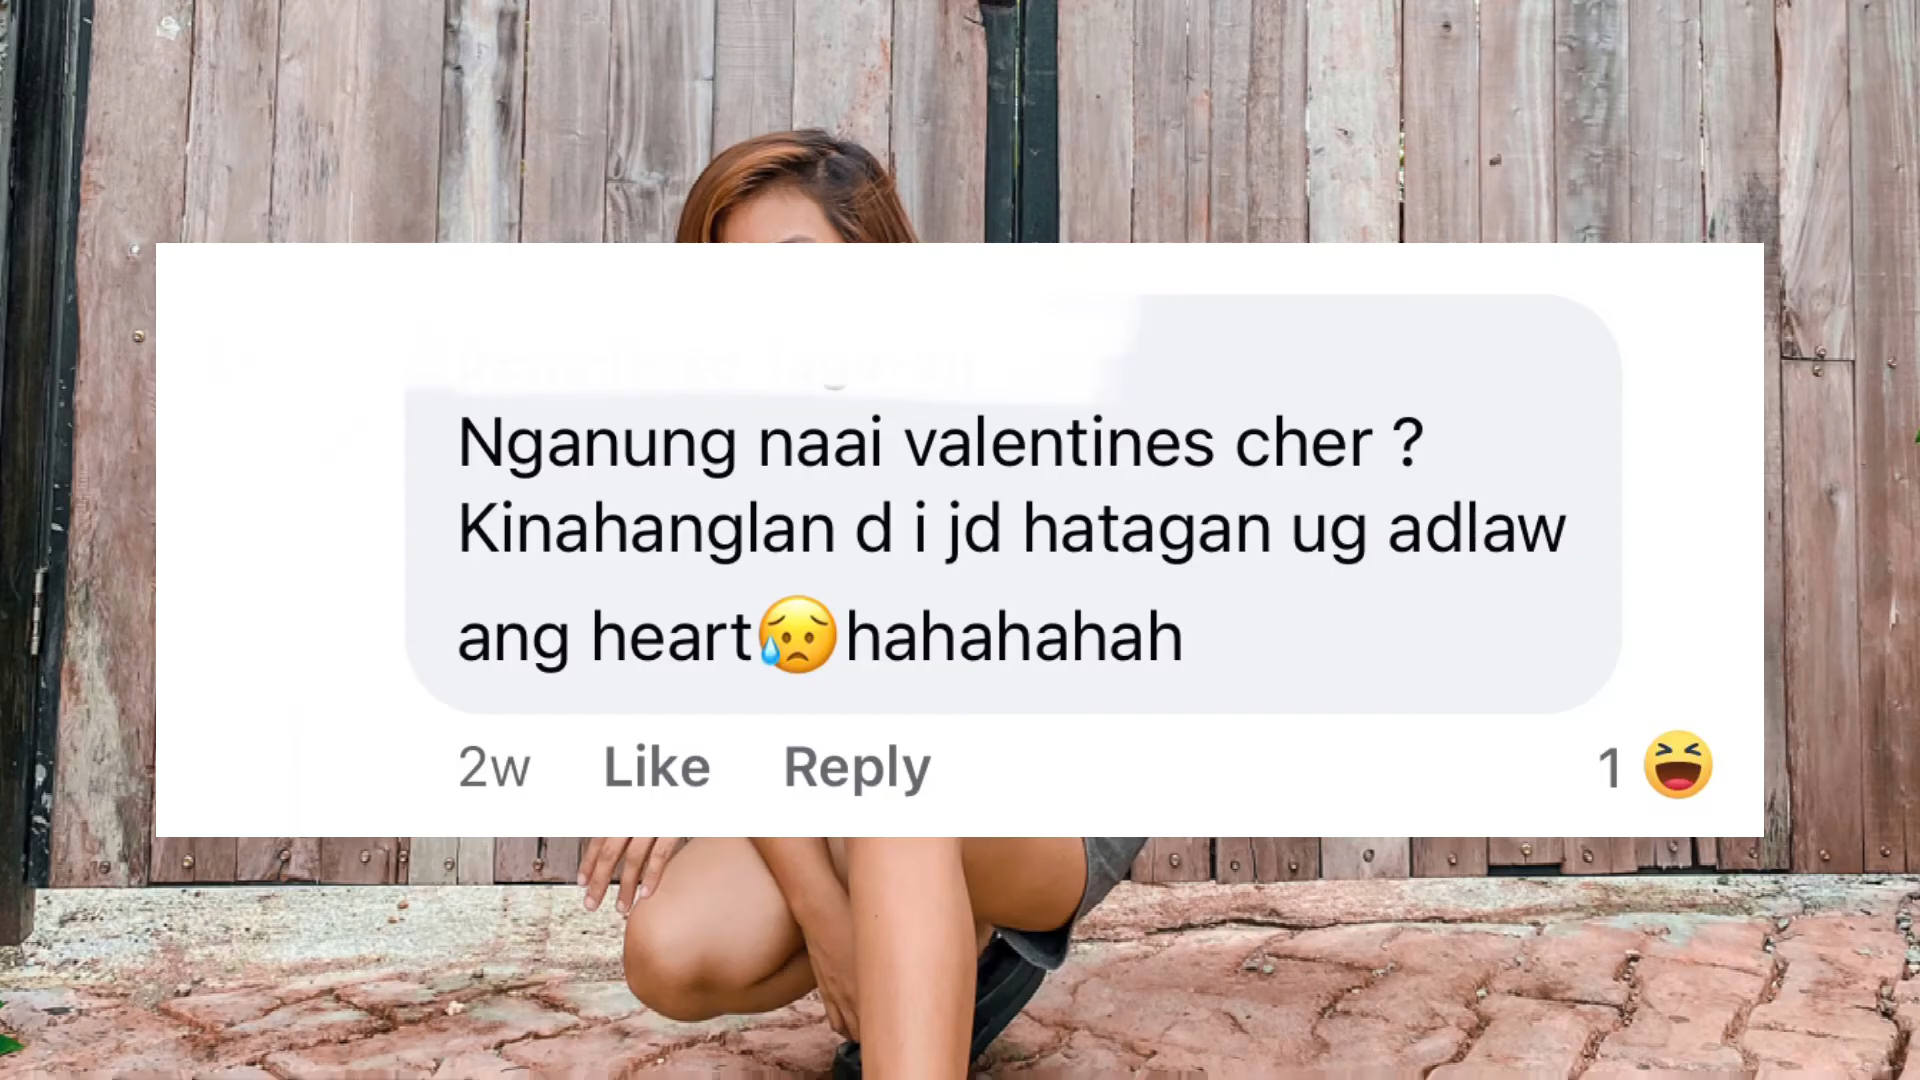 Nganung naai valentines cher ?
Kinahanglan d i jd hatagan ug adlaw
ang heart😥hahahahah
2w Like Reply 1 😆